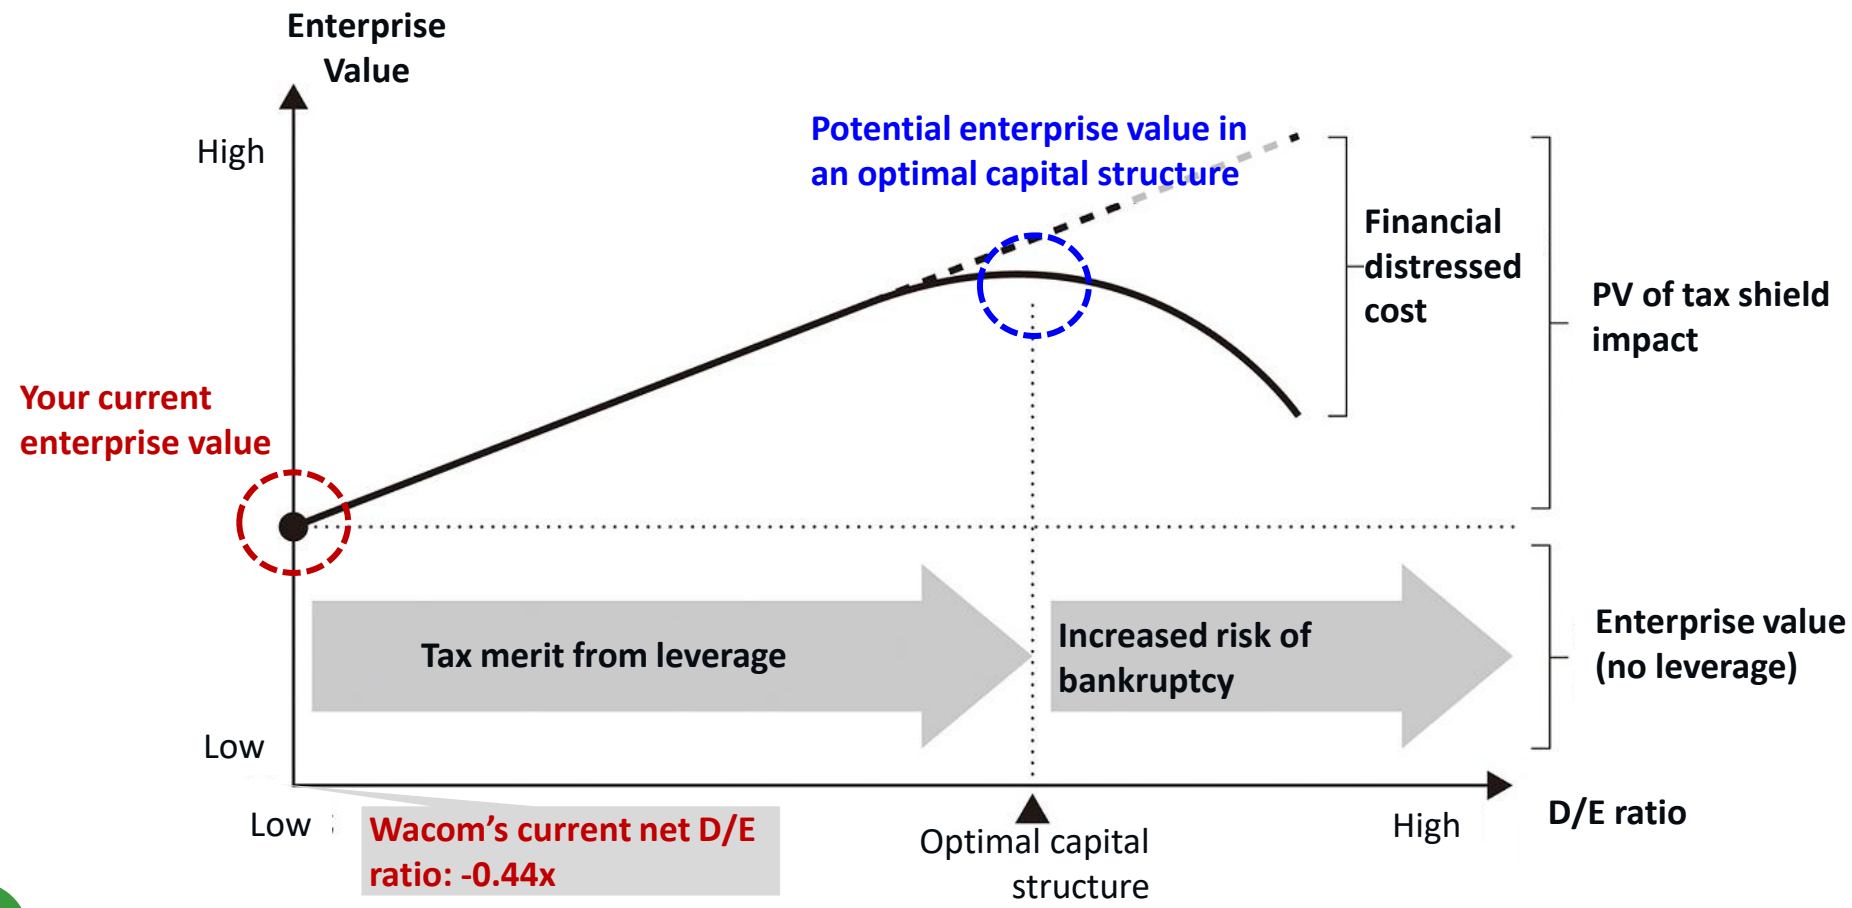 Enterprise
Value
High
Potential enterprise value in
an optimal capital structure
Financial
distressed
cost
PV of tax shield
impact
Your current
enterprise value
Tax merit from leverage
Increased risk of
bankruptcy
Enterprise value
(no leverage)
Low
Low
Wacom's current net D/E
ratio: -0.44x
Optimal capital
structure
High
D/E ratio